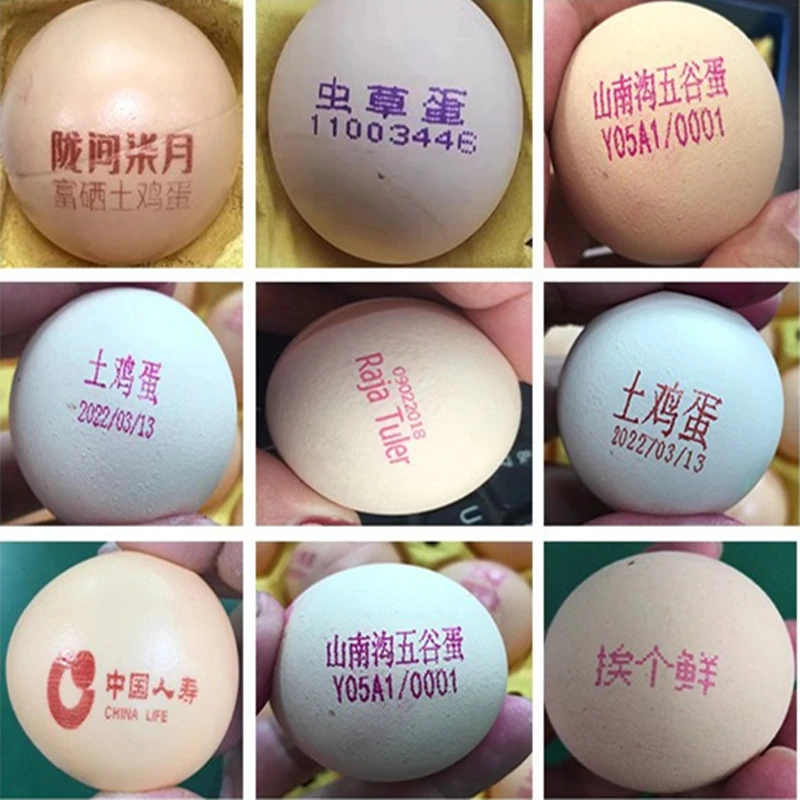 陇间柒月
富硒土鸡蛋
虫草蛋
11003446
山南沟五谷蛋
Y05A1/0001
土鸡蛋
2022/03/13
09022018
Raja Tuler
土鸡蛋
2022/03/13
中国人寿
CHINA LIFE
山南沟五谷蛋
Y05A1/0001
挨个鲜